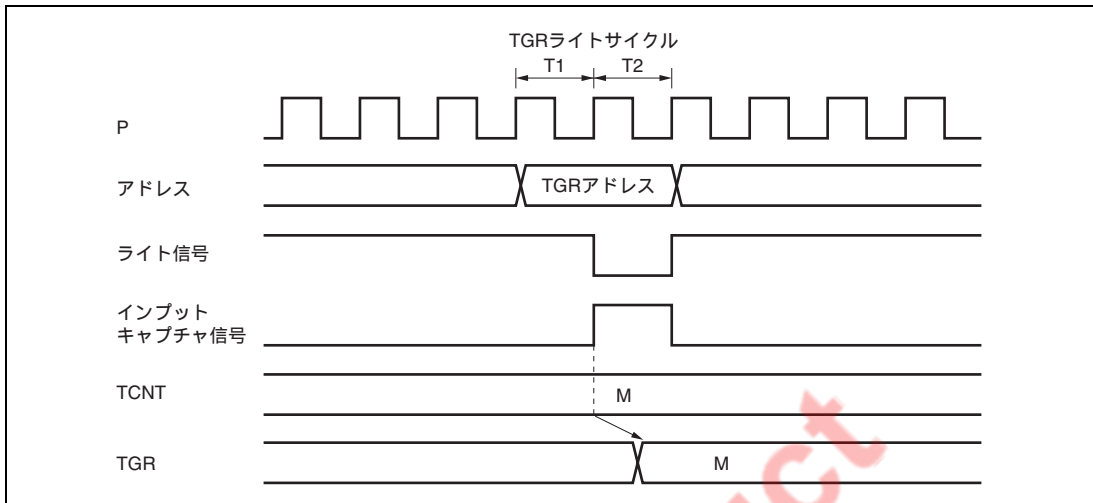 TGRライトサイクル
T1 T2
P
アドレス TGRアドレス
ライト信号
インプット
キャプチャ信号
TCNT M
TGR M
uct